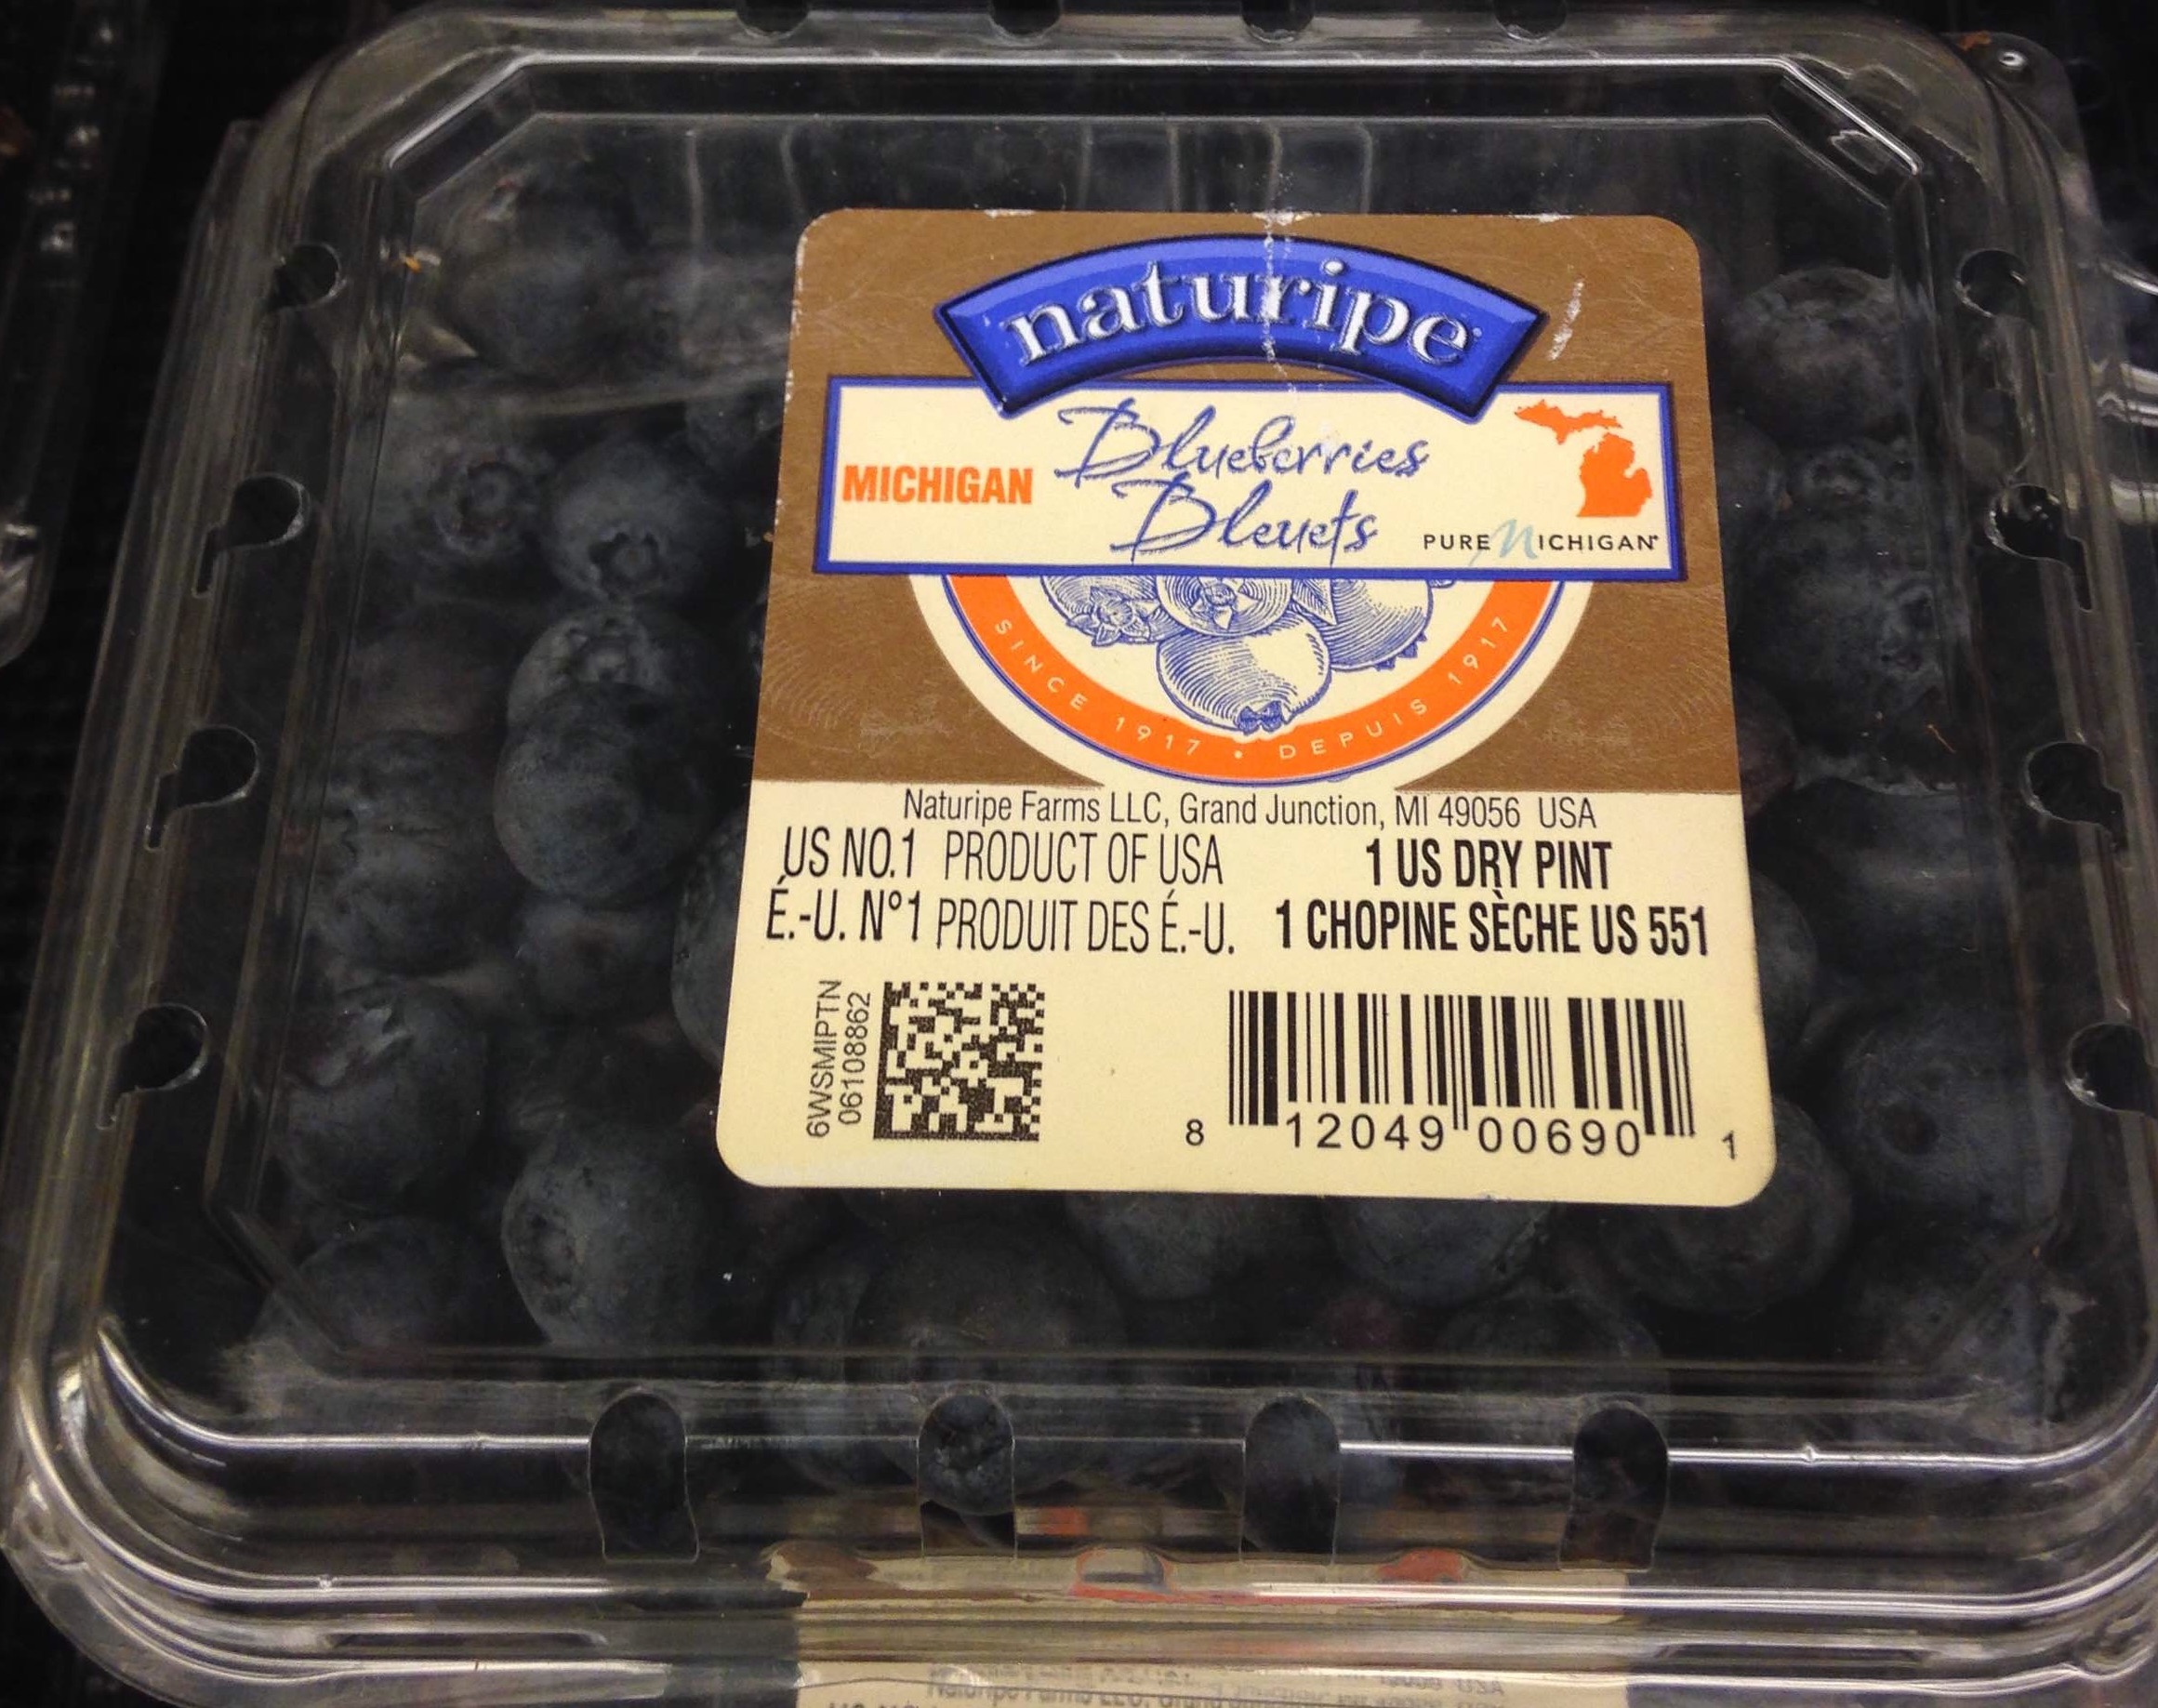 naturipe
MICHIGAN
Blueberries
Bleuets
PURE MICHIGAN
SINCE 1917 • DEPUIS 1917
Naturipe Farms LLC, Grand Junction, MI 49056 USA
US NO.1 PRODUCT OF USA 1 US DRY PINT
É.-U. N°1 PRODUIT DES É.-U. 1 CHOPINE SÈCHE US 551
6WSMIPTN
06108862
8 12049 00690 1